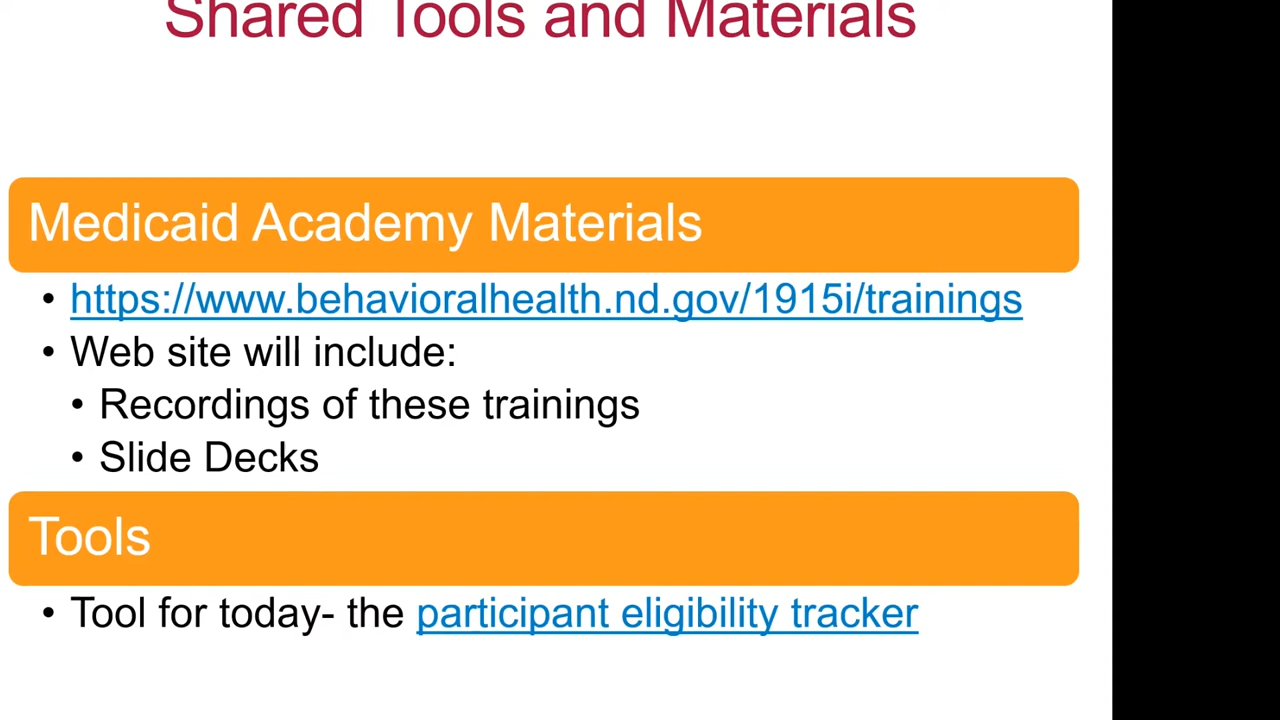 Shared Tools and Materials
Medicaid Academy Materials
• https://www.behavioralhealth.nd.gov/1915i/trainings
• Web site will include:
• Recordings of these trainings
• Slide Decks
Tools
• Tool for today- the participant eligibility tracker